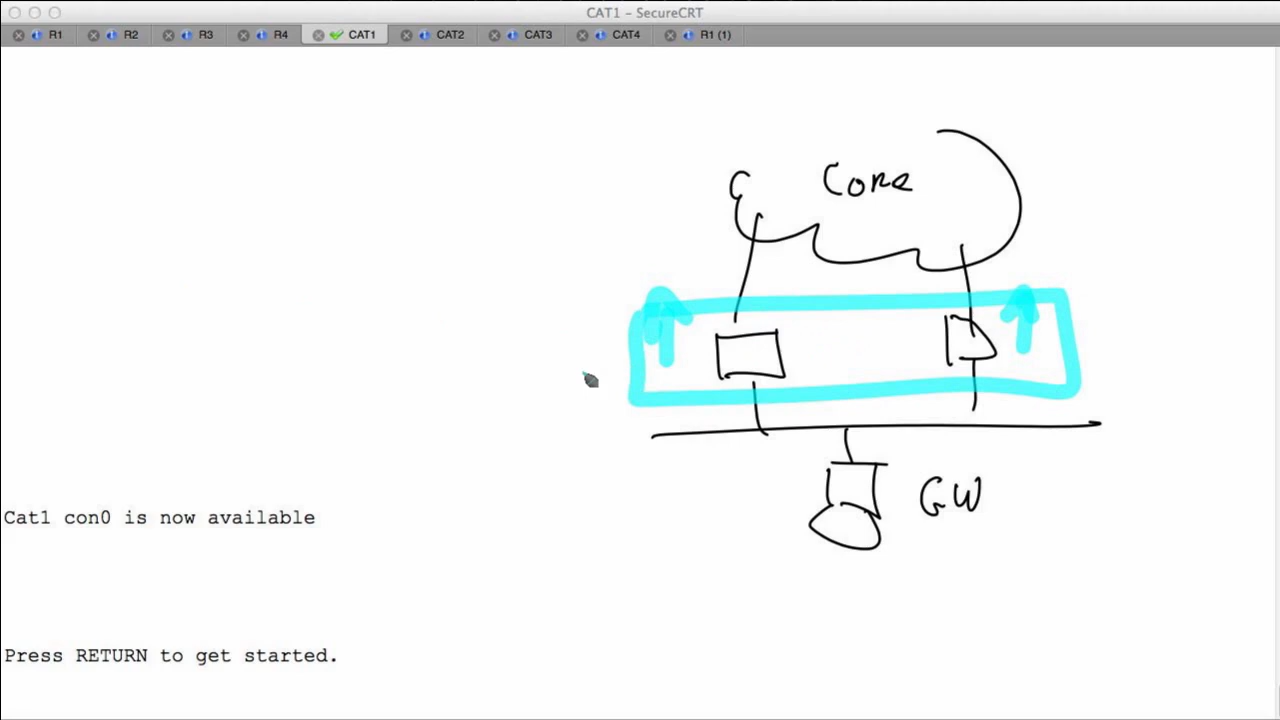 CAT1 - SecureCRT
R1 R2 R3 R4 CAT1 CAT2 CAT3 CAT4 R1 (1)
Core
GW
Cat1 con0 is now available
Press RETURN to get started.